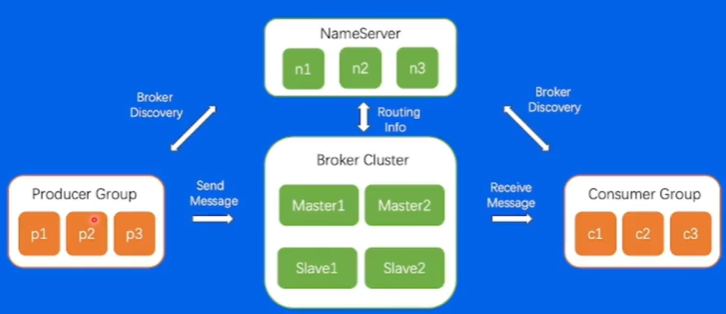 NameServer
n1 n2 n3
Broker
Discovery
Broker
Discovery
Routing
Info
Producer Group
p1 p2 p3
Send
Message
Broker Cluster
Master1 Master2
Slave1 Slave2
Receive
Message
Consumer Group
c1 c2 c3